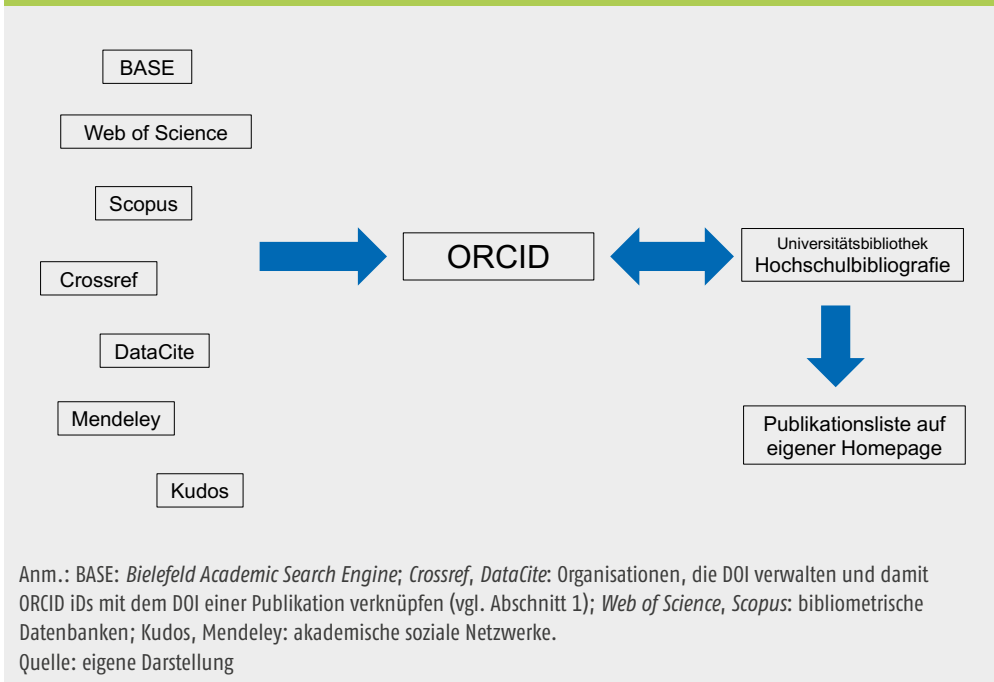 BASE
Web of Science
Scopus
Crossref
DataCite
Mendeley
Kudos
ORCID
Universitätsbibliothek
Hochschulbibliografie
Publikationsliste auf
eigener Homepage
Anm.: BASE: Bielefeld Academic Search Engine; Crossref, DataCite: Organisationen, die DOI verwalten und damit
ORCID iDs mit dem DOI einer Publikation verknüpfen (vgl. Abschnitt 1); Web of Science, Scopus: bibliometrische
Datenbanken; Kudos, Mendeley: akademische soziale Netzwerke.
Quelle: eigene Darstellung